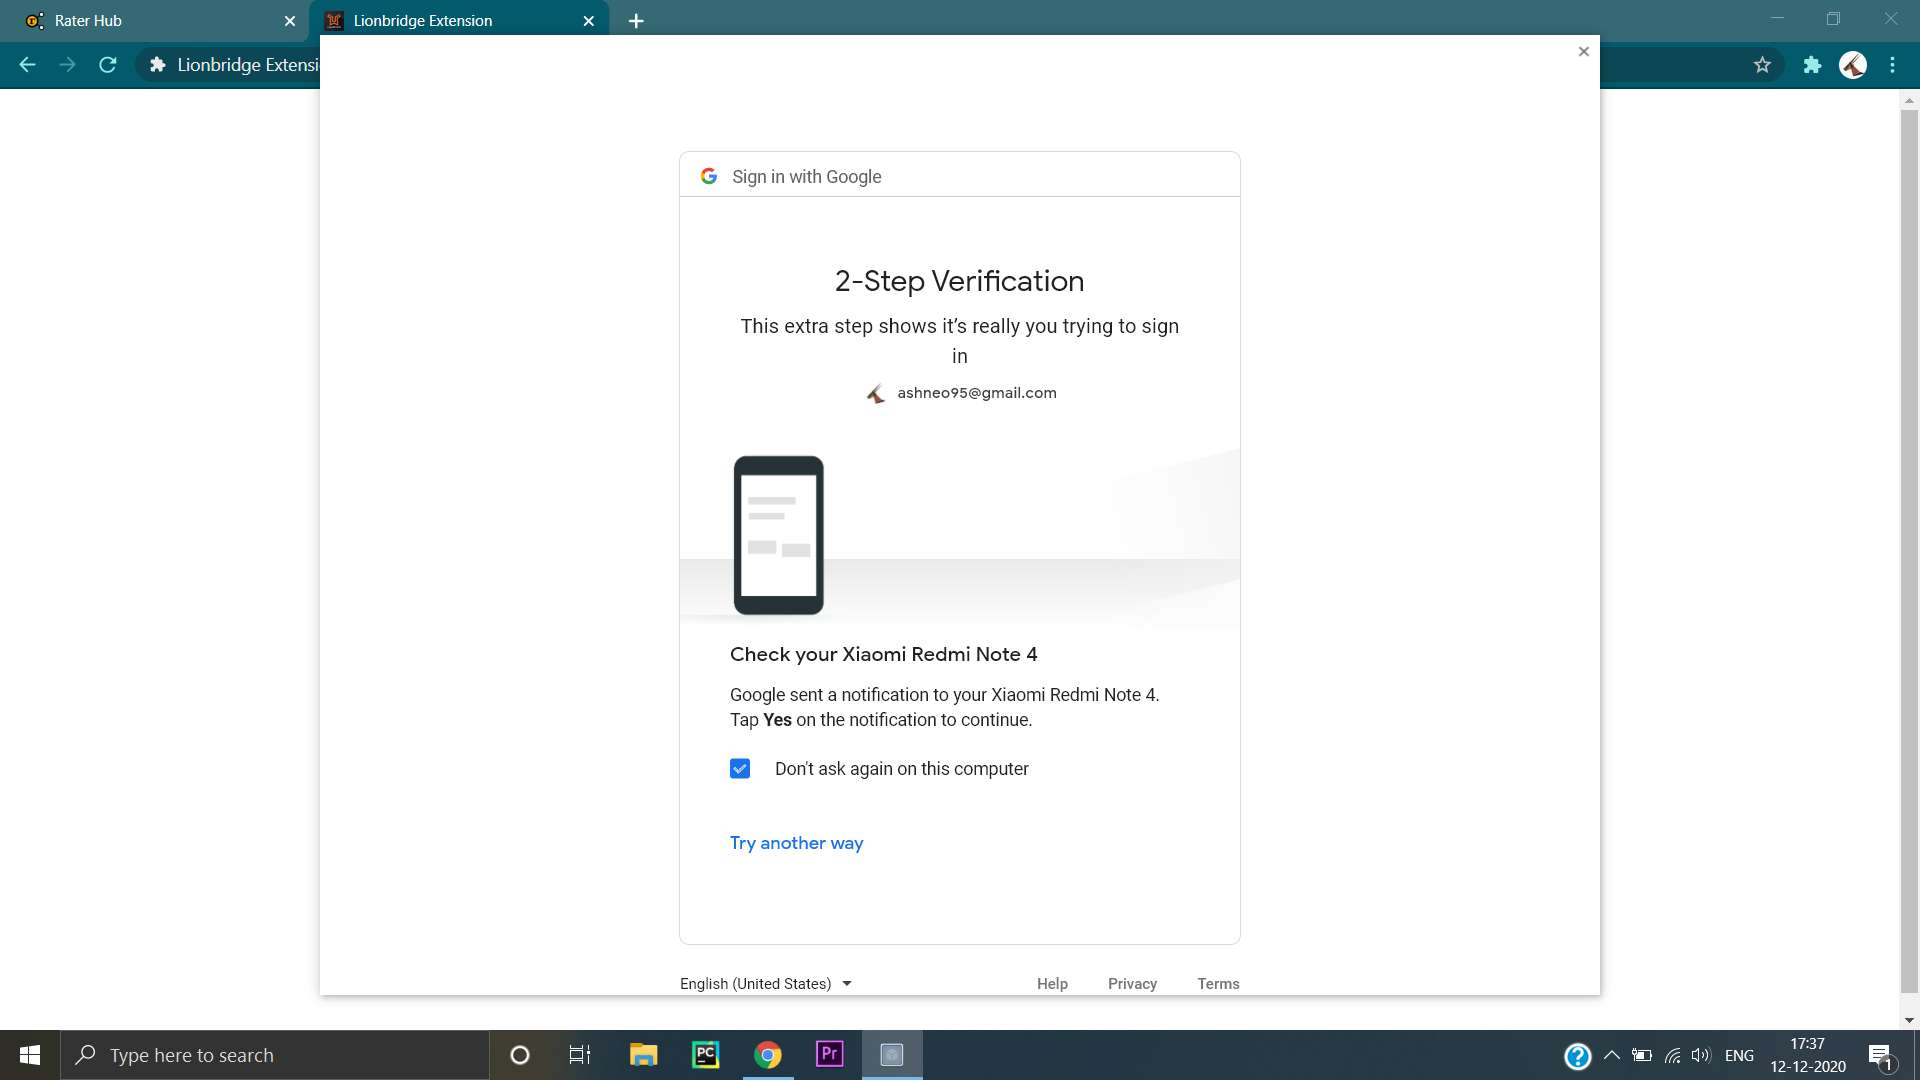 Rater Hub
Lionbridge Extension
Lionbridge Extensi
Sign in with Google
2-Step Verification
This extra step shows it’s really you trying to sign
in
ashneo95@gmail.com
Check your Xiaomi Redmi Note 4
Google sent a notification to your Xiaomi Redmi Note 4.
Tap Yes on the notification to continue.
Don't ask again on this computer
Try another way
English (United States)
Help
Privacy
Terms
Type here to search
PC
Pr
ENG
17:37
12-12-2020
1